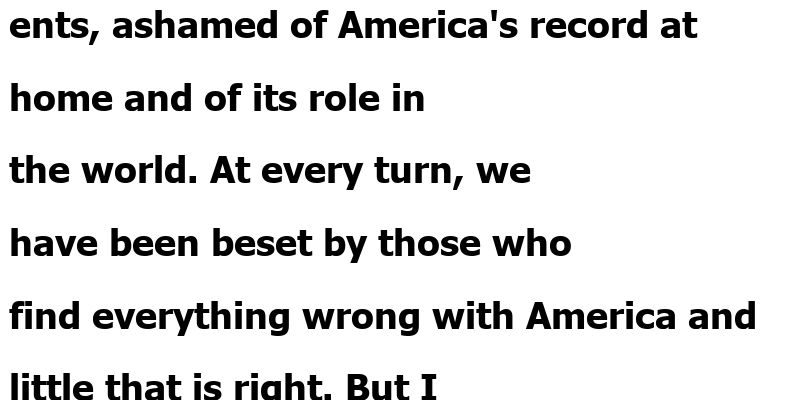 ents, ashamed of America's record at
home and of its role in
the world. At every turn, we
have been beset by those who
find everything wrong with America and
little that is right. But I